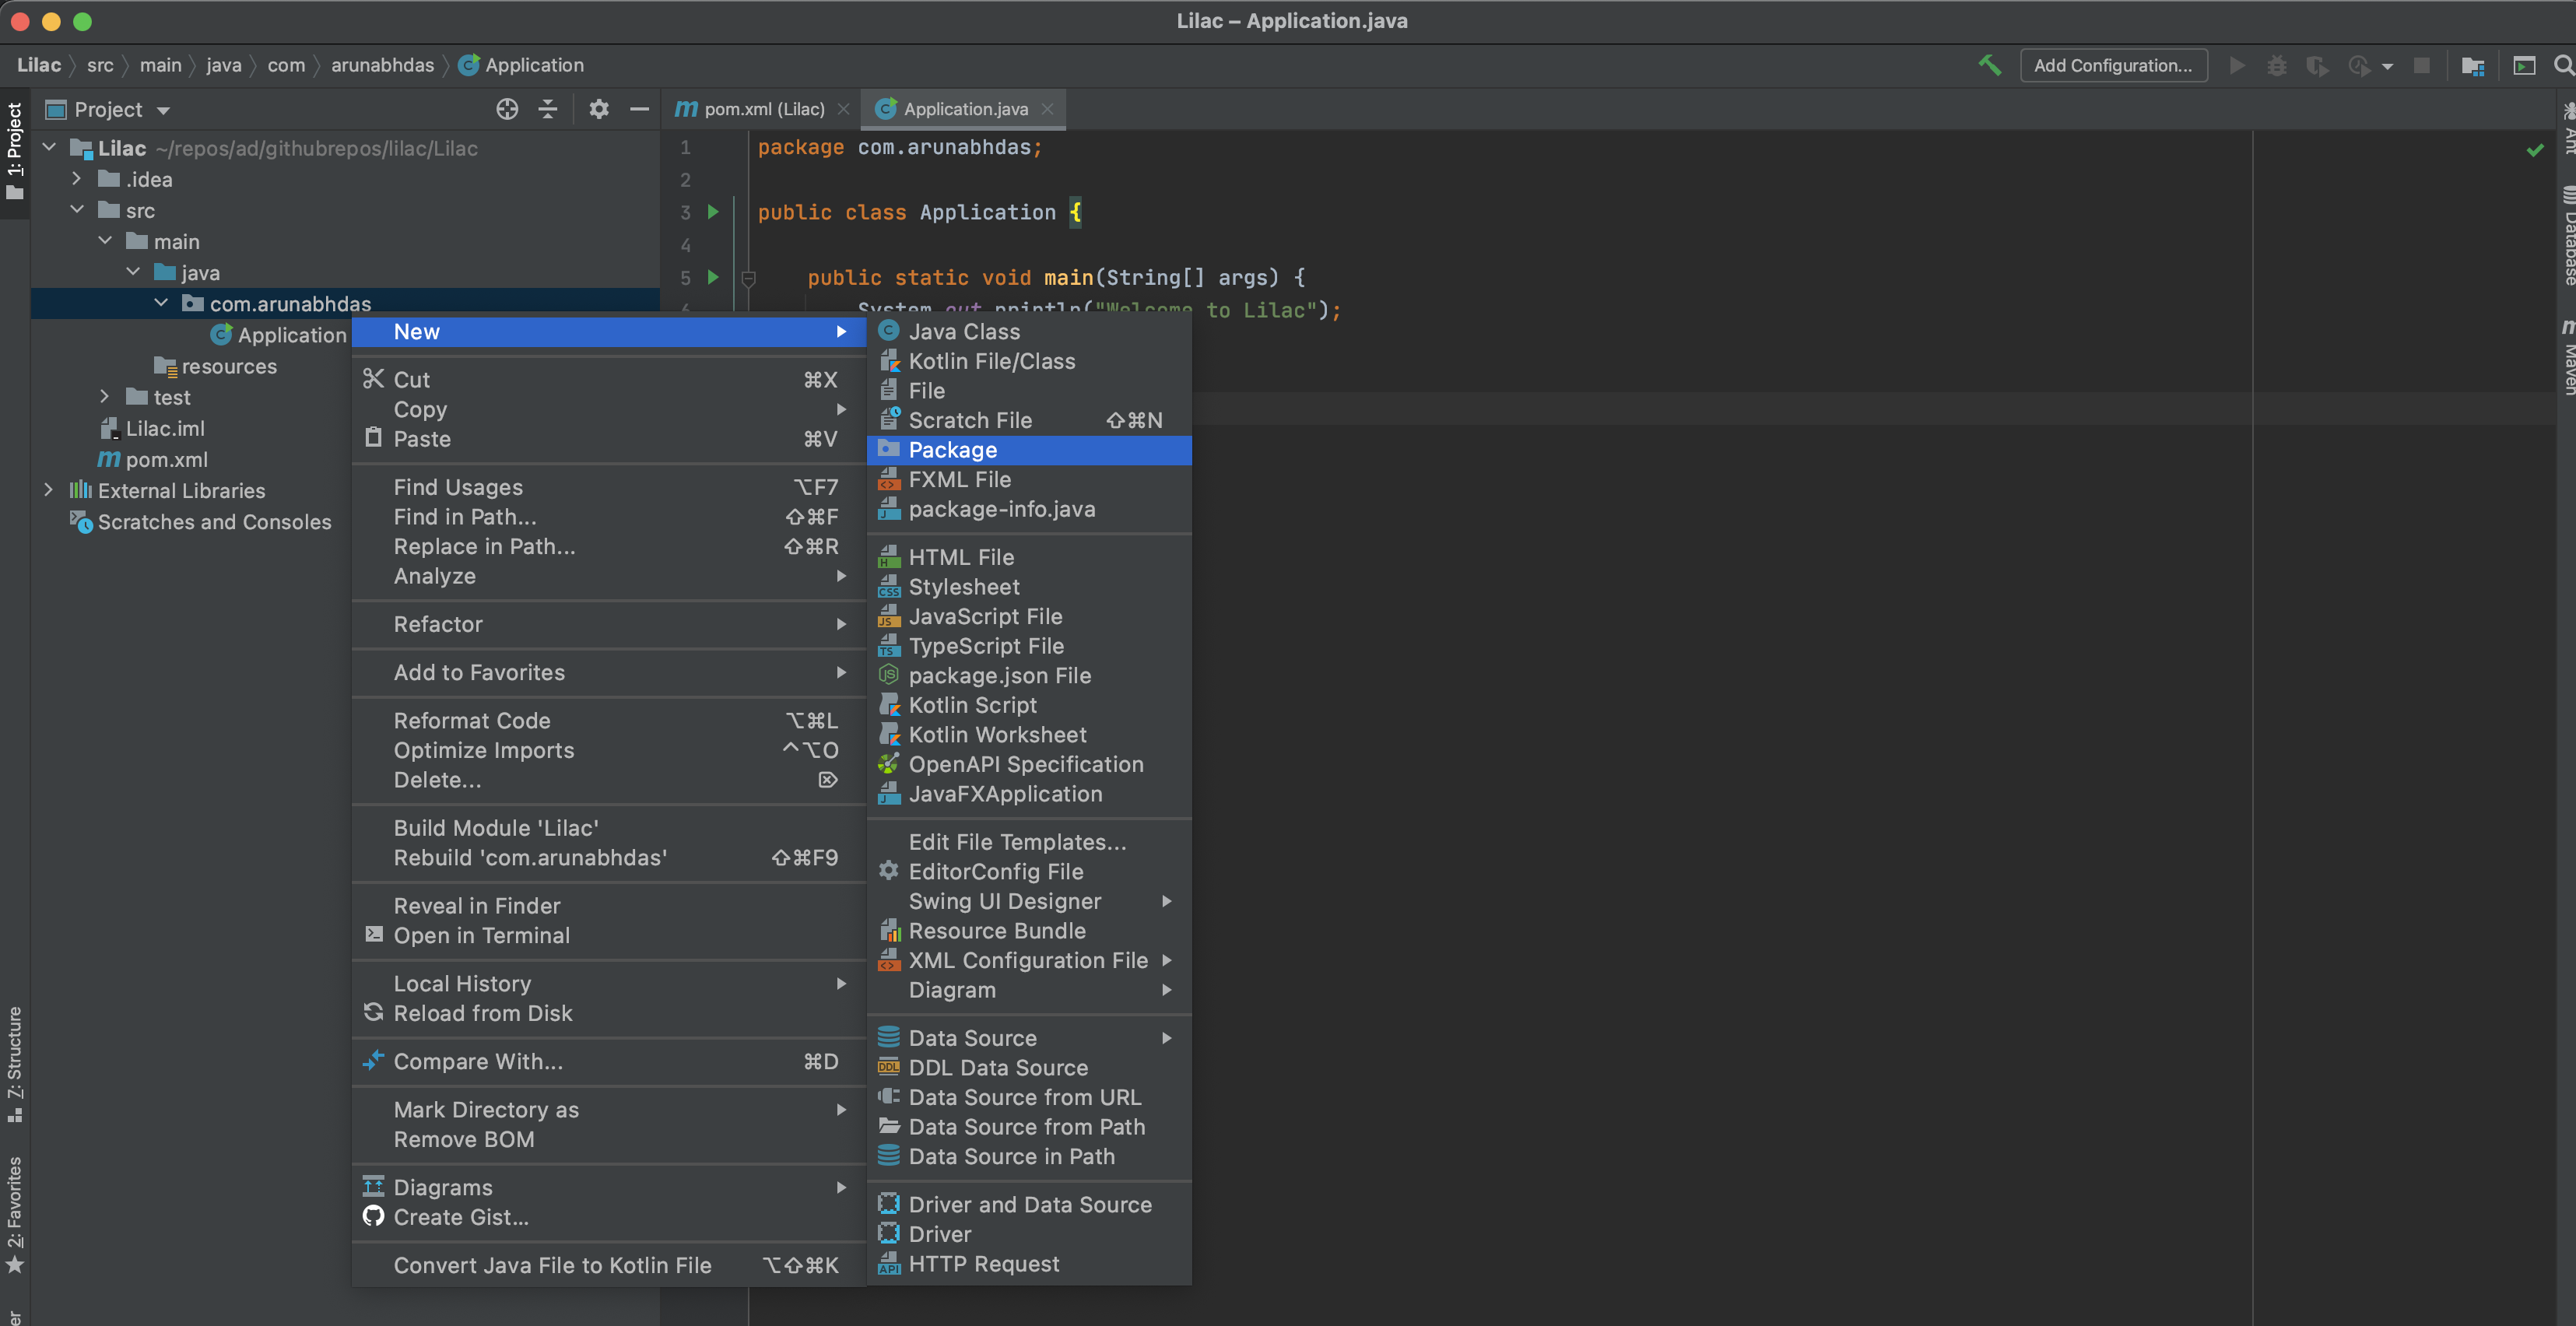 Lilac – Application.java
Lilac src main java com arunabhdas Application
Add Configuration...
1: Project
Project
pom.xml (Lilac)
Application.java
Lilac ~/repos/ad/githubrepos/lilac/Lilac
.idea
src
main
java
com.arunabhdas
Application
resources
test
Lilac.iml
pom.xml
External Libraries
Scratches and Consoles
1 package com.arunabhdas;
2
3 public class Application {
4
5 public static void main(String[] args) {
6 System.out.println("Welcome to Lilac");
New
Cut ⌘X
Copy
Paste ⌘V
Find Usages ⌥F7
Find in Path... ⇧⌘F
Replace in Path... ⇧⌘R
Analyze
Refactor
Add to Favorites
Reformat Code ⌥⌘L
Optimize Imports ^⌥O
Delete... ⌦
Build Module 'Lilac'
Rebuild 'com.arunabhdas' ⇧⌘F9
Reveal in Finder
Open in Terminal
Local History
Reload from Disk
Compare With... ⌘D
Mark Directory as
Remove BOM
Diagrams
Create Gist...
Convert Java File to Kotlin File ⌥⇧⌘K
Java Class
Kotlin File/Class
File
Scratch File ⇧⌘N
Package
FXML File
package-info.java
HTML File
Stylesheet
JavaScript File
TypeScript File
package.json File
Kotlin Script
Kotlin Worksheet
OpenAPI Specification
JavaFXApplication
Edit File Templates...
EditorConfig File
Swing UI Designer
Resource Bundle
XML Configuration File
Diagram
Data Source
DDL Data Source
Data Source from URL
Data Source from Path
Data Source in Path
Driver and Data Source
Driver
HTTP Request
Ant
Database
Maven
7: Structure
2: Favorites